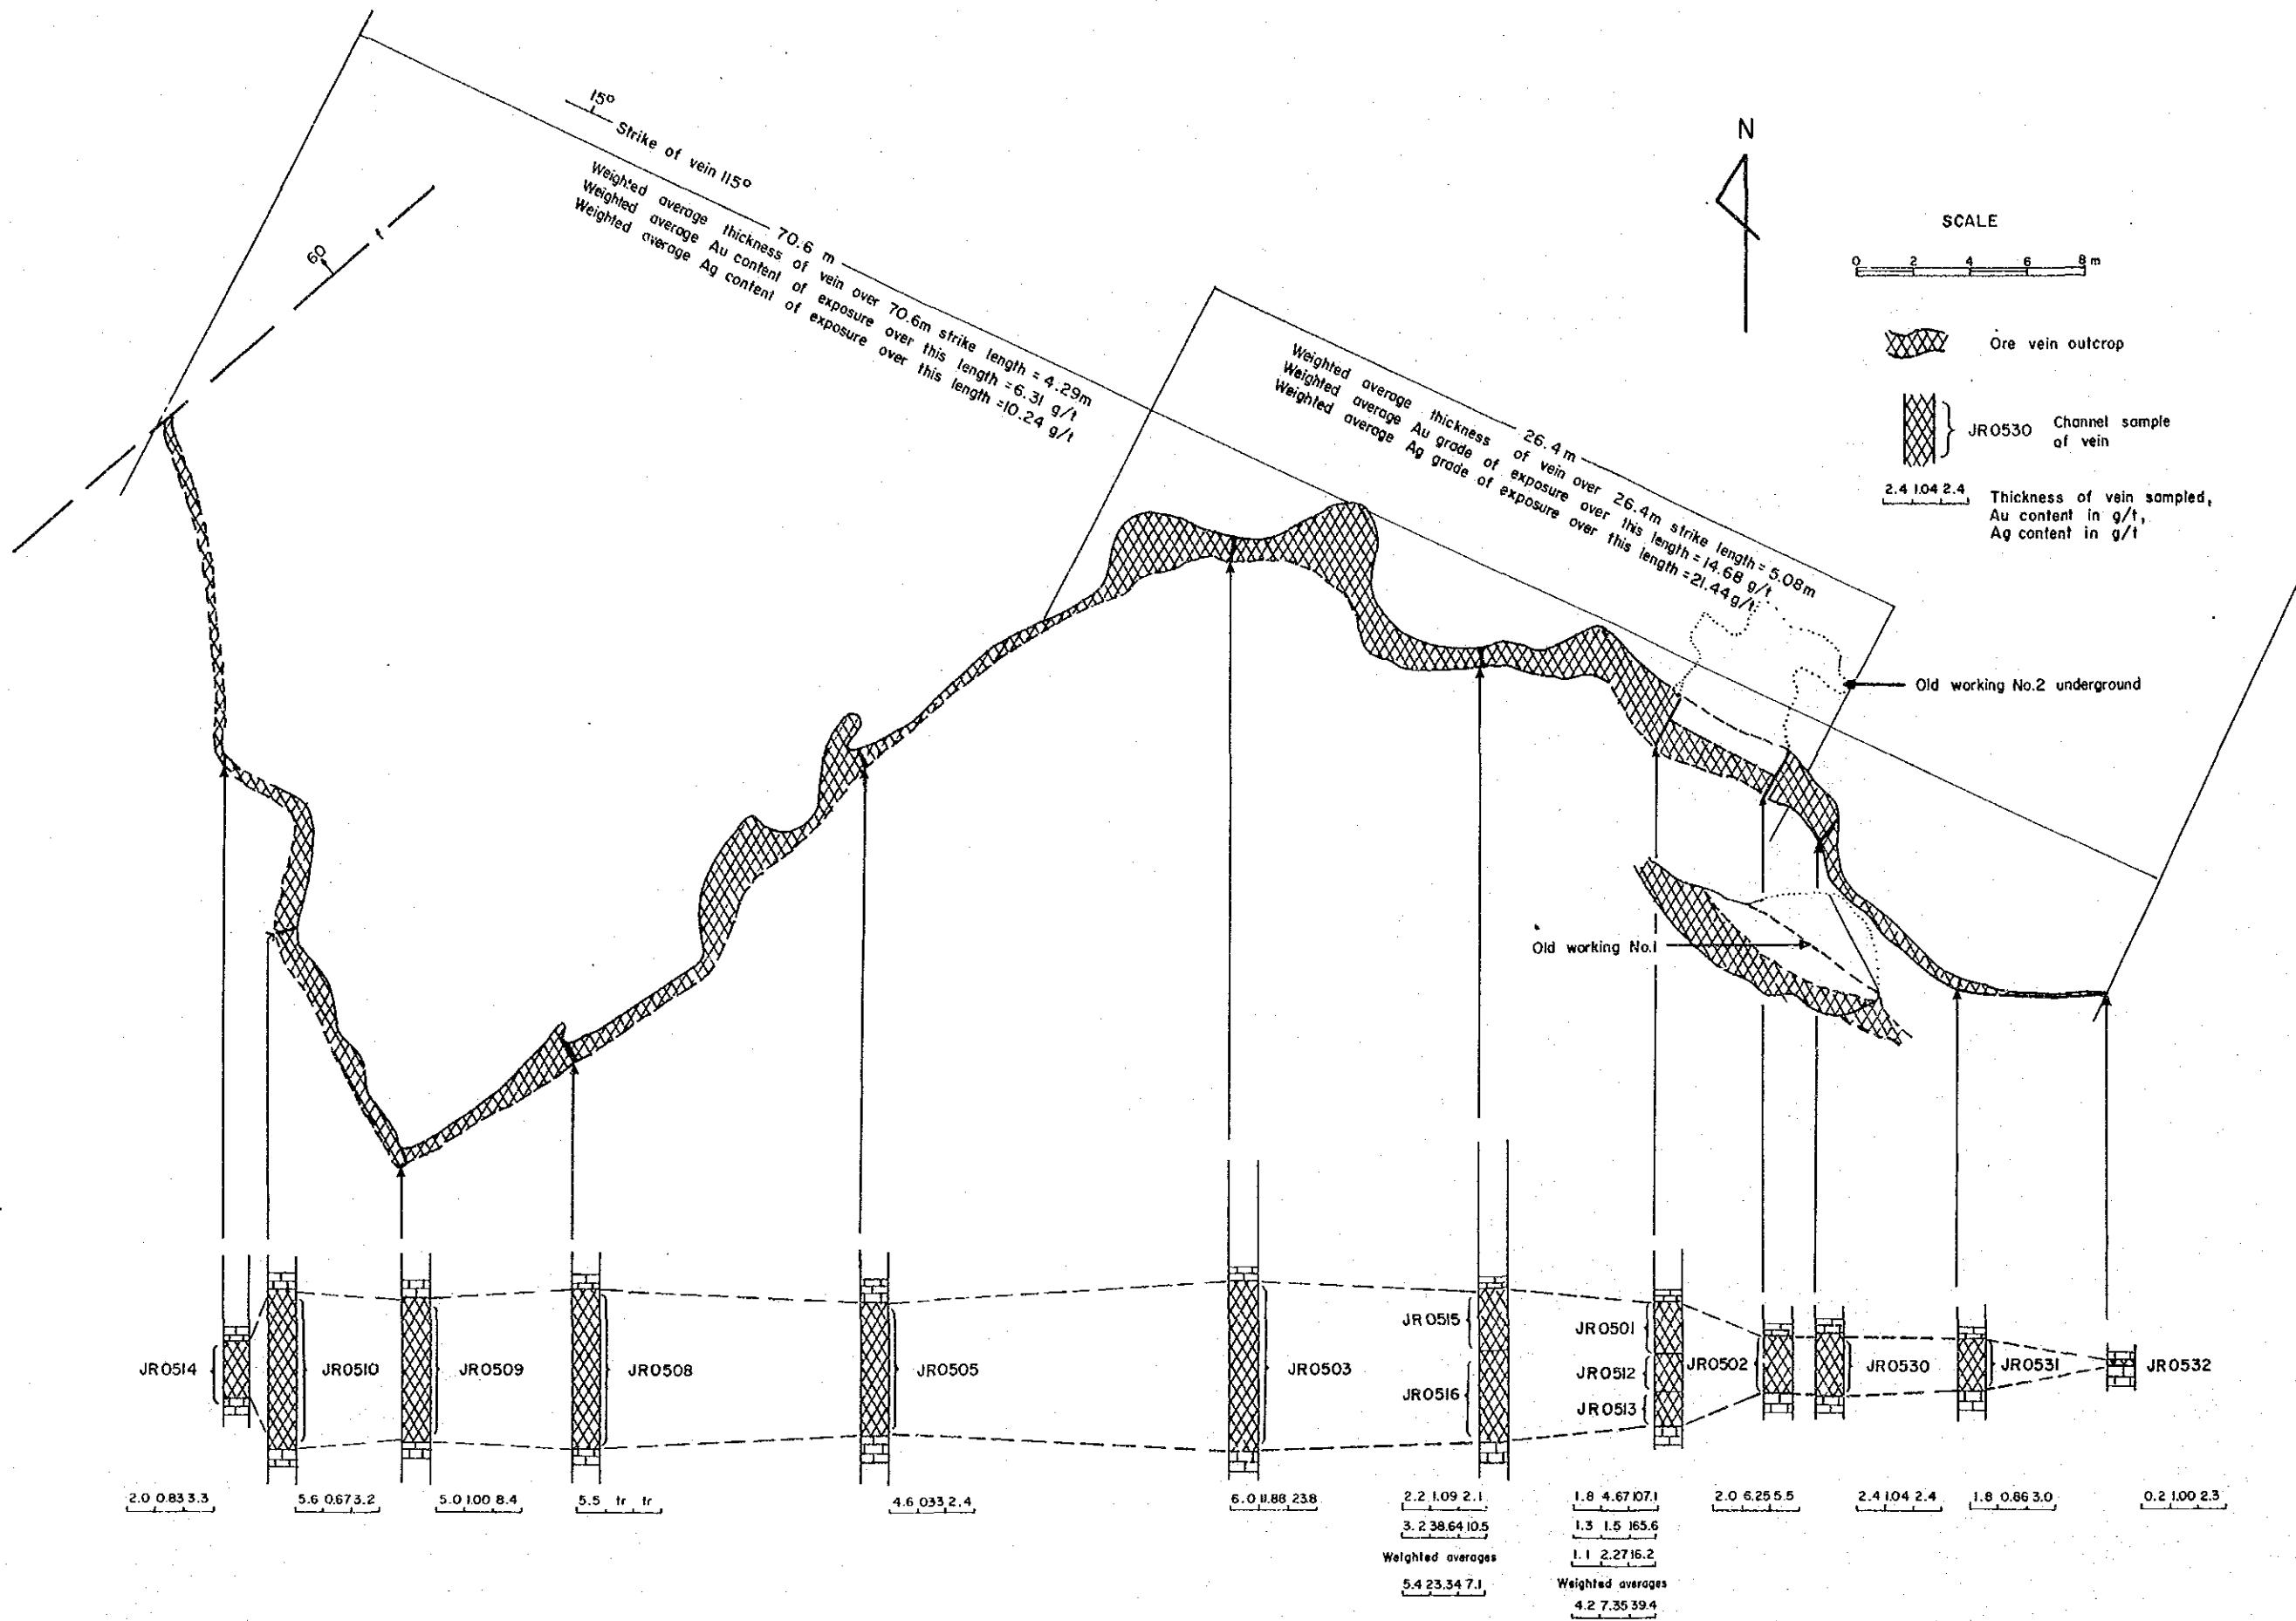 15°
Strike of vein 115°
70.6 m
Weighted average thickness of vein over 70.6m strike length = 4.29m
Weighted average Au content of exposure over this length = 6.31 g/t
Weighted average Ag content of exposure over this length = 10.24 g/t
60
26.4 m
Weighted average thickness of vein over 26.4m strike length = 5.08m
Weighted average Au grade of exposure over this length = 14.68 g/t
Weighted average Ag grade of exposure over this length = 21.44 g/t
N
SCALE
0 2 4 6 8 m
Ore vein outcrop
JR0530 Channel sample
of vein
2.4 1.04 2.4 Thickness of vein sampled,
Au content in g/t,
Ag content in g/t
Old working No.2 underground
Old working No.1
JR0514
JR0510
JR0509
JR0508
JR0505
JR0503
JR0515
JR0516
JR0501
JR0512
JR0513
JR0502
JR0530
JR0531
JR0532
2.0 0.83 3.3
5.6 0.67 3.2
5.0 1.00 8.4
5.5 tr tr
4.6 033 2.4
6.0 11.88 23.8
2.2 1.09 2.1
3.2 38.64 10.5
Weighted averages
5.4 23.34 7.1
1.8 4.67 107.1
1.3 1.5 165.6
1.1 2.27 16.2
Weighted averages
4.2 7.35 39.4
2.0 6.25 5.5
2.4 1.04 2.4
1.8 0.86 3.0
0.2 1.00 2.3